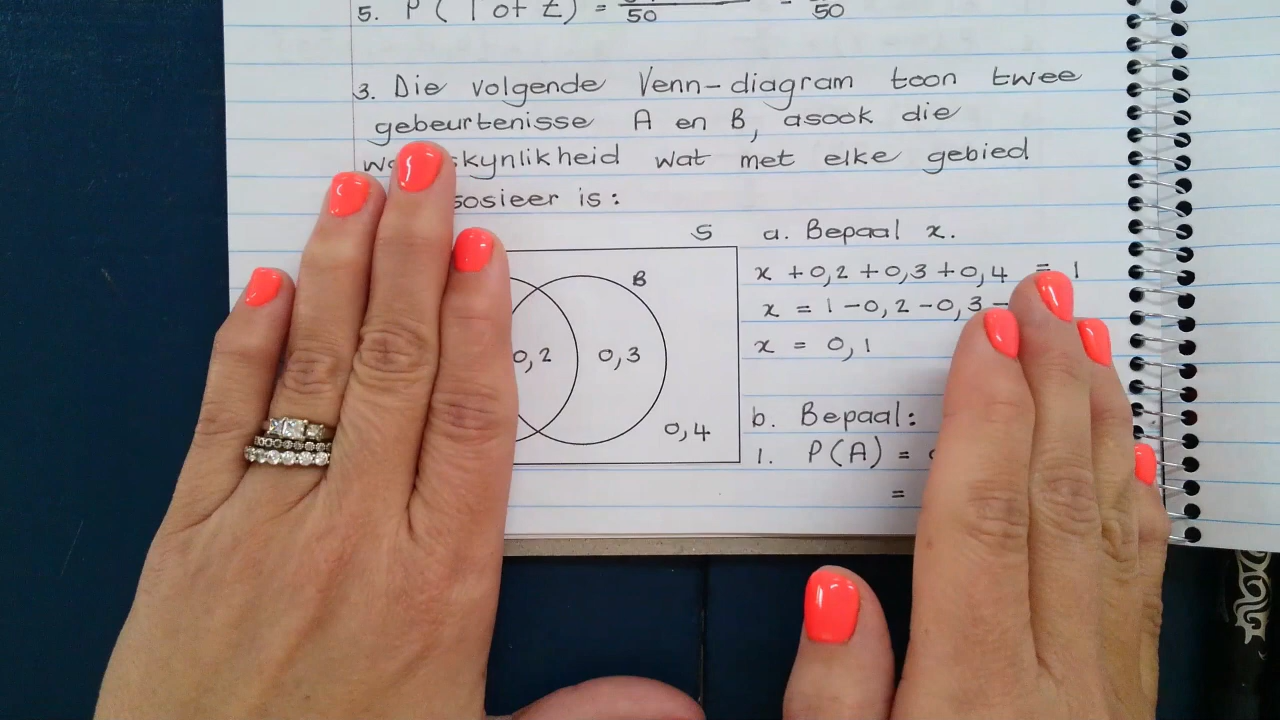 5. P(
50
50
3. Die volgende Venn-diagram toon twee
gebeurtenisse A en B, asook die
wat met elke gebied
is:
S
a. Bepaal x.
B
x + 0,2 + 0,3 + 0,4 = 1
x = 1 - 0,2 - 0,3 -
0,2
0,3
x = 0,1
0,4
b. Bepaal:
1. P(A) =
=